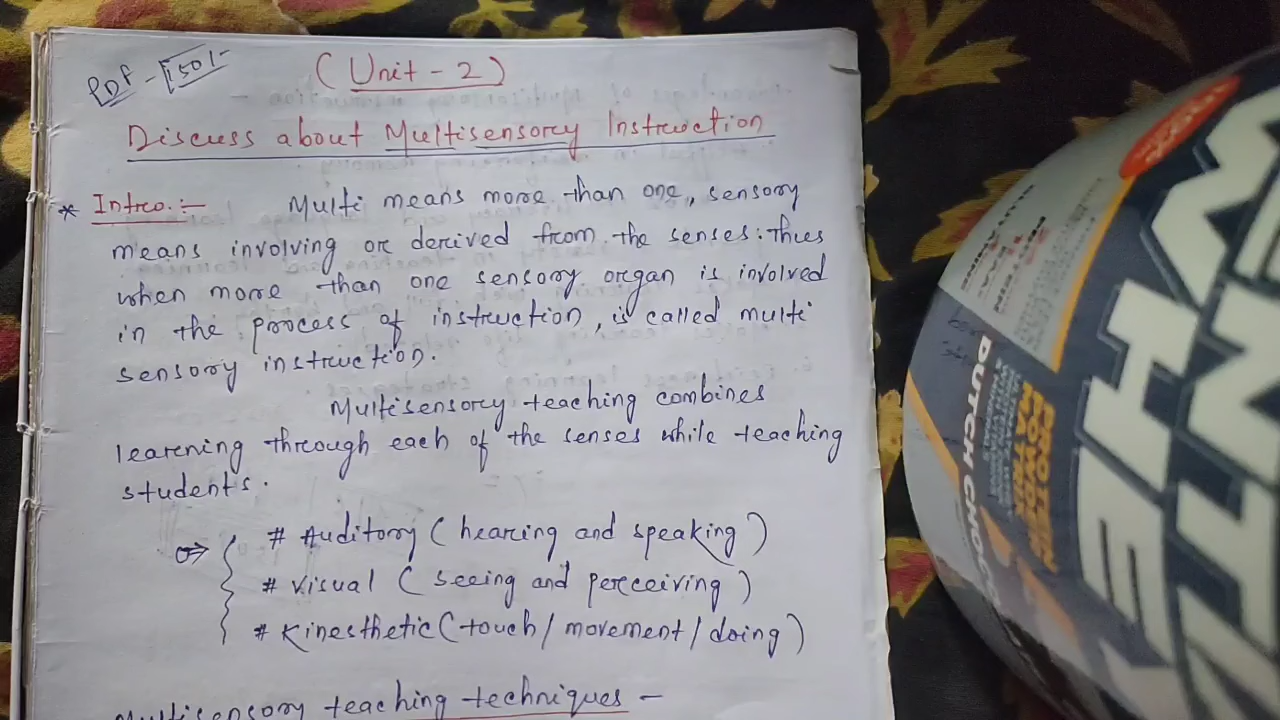 PDF - 150/-
(Unit - 2)
Discuss about Multisensory Instruction
* Intro. :- Multi means more than one, sensory
means involving or derived from the senses. Thus
when more than one sensory organ is involved
in the process of instruction, is called multi
sensory instruction.
Multisensory teaching combines
learning through each of the senses while teaching
students.
⇒ { # Auditory (hearing and speaking)
# Visual (seeing and perceiving)
# Kinesthetic (touch / movement / doing)
Multisensory teaching techniques -
WHE
DUTCH CHOCO